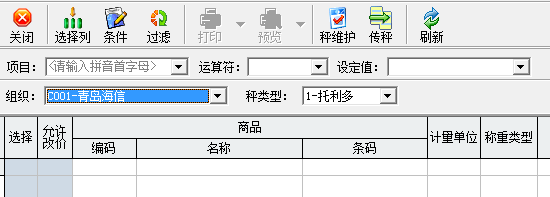 关闭 选择列 条件 过滤 打印 预览 秤维护 传秤 刷新
项目: <请输入拼音首字母> 运算符: 设定值:
组织: C001-青岛海信 秤类型: 1-托利多
选择 允许改价 商品 计量单位 称重类型
编码 名称 条码